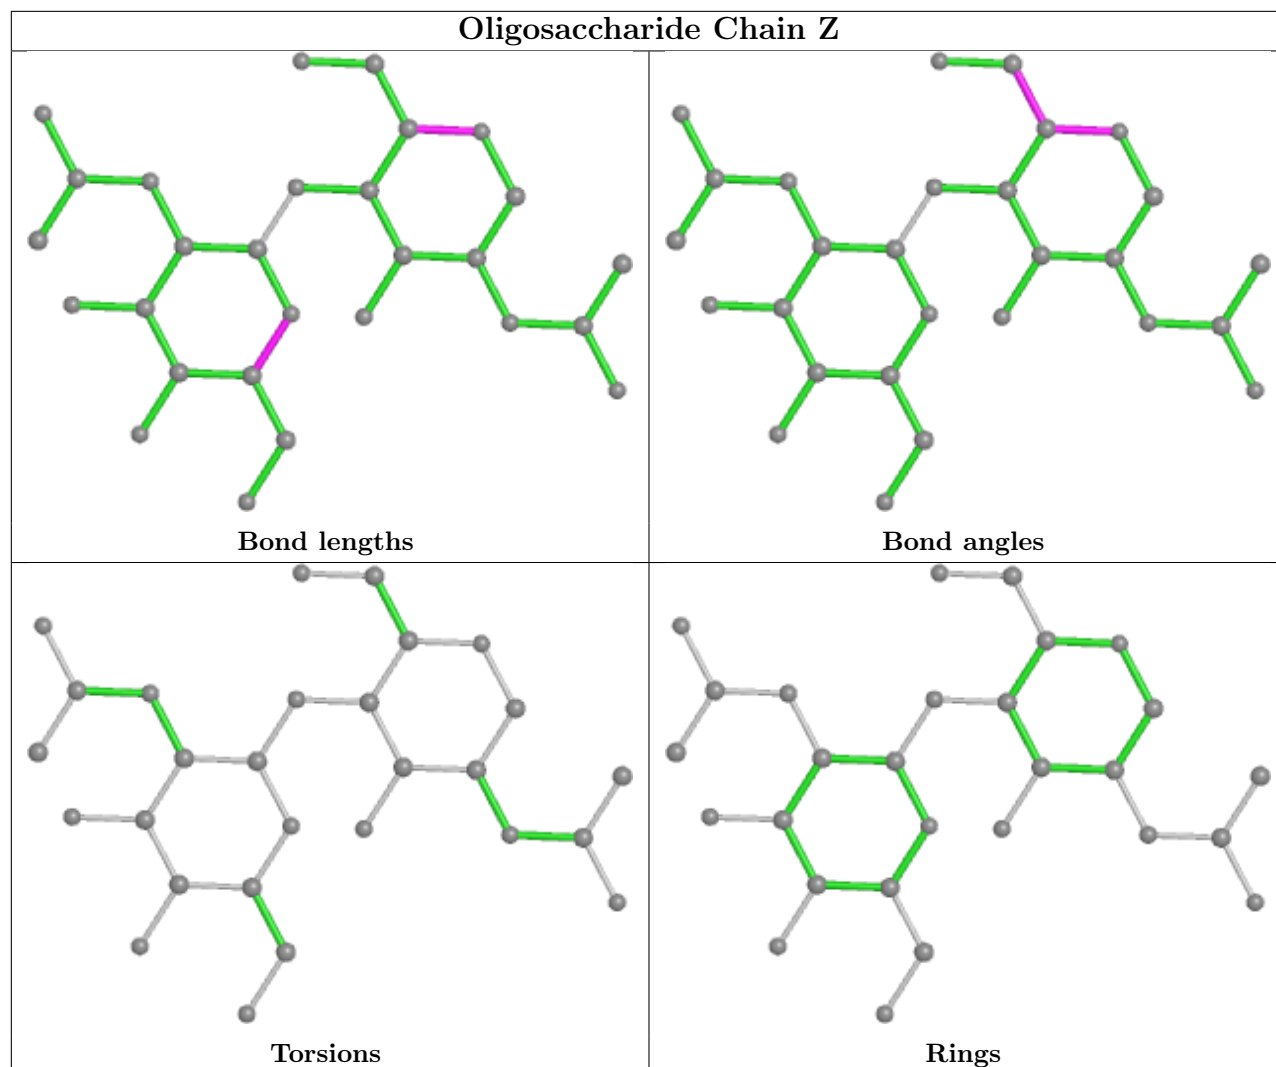 Oligosaccharide Chain Z
Bond lengths
Bond angles
Torsions
Rings